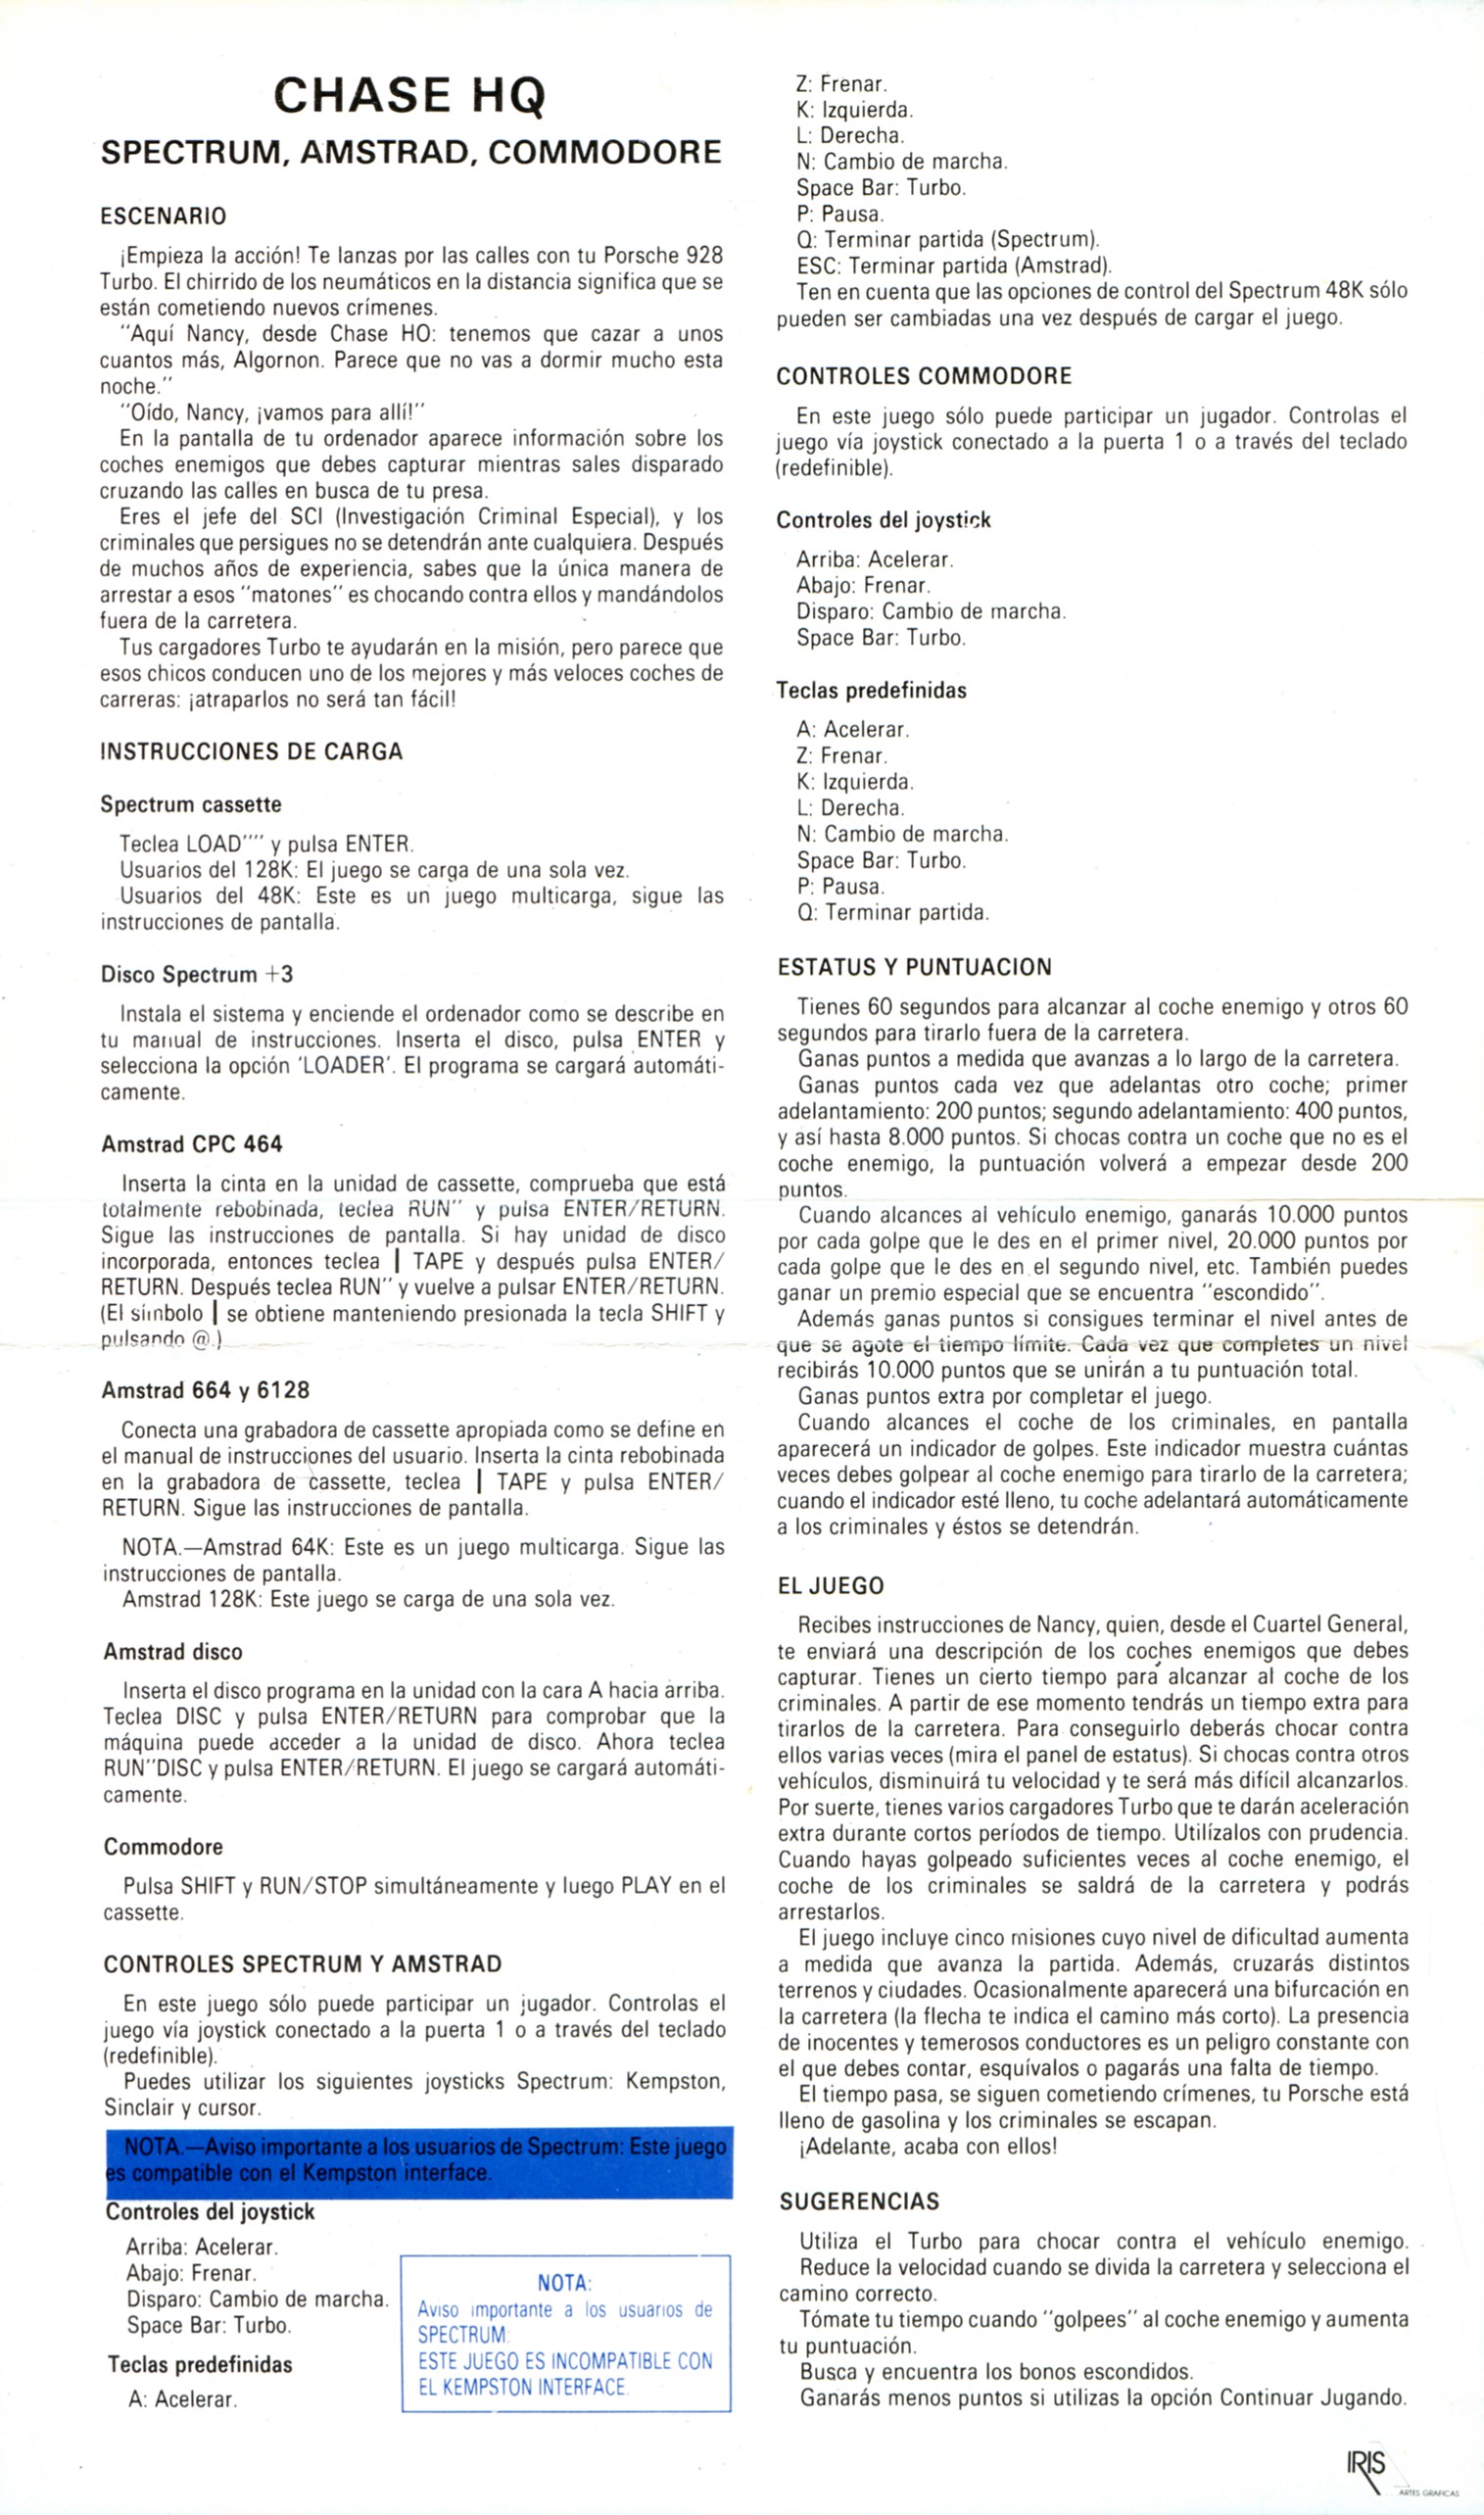 CHASE HQ
SPECTRUM, AMSTRAD, COMMODORE
ESCENARIO
¡Empieza la acción! Te lanzas por las calles con tu Porsche 928
Turbo. El chirrido de los neumáticos en la distancia significa que se
están cometiendo nuevos crímenes.
"Aquí Nancy, desde Chase HO: tenemos que cazar a unos
cuantos más, Algornon. Parece que no vas a dormir mucho esta
noche."
"Oído, Nancy, ¡vamos para allí!"
En la pantalla de tu ordenador aparece información sobre los
coches enemigos que debes capturar mientras sales disparado
cruzando las calles en busca de tu presa.
Eres el jefe del SCI (Investigación Criminal Especial), y los
criminales que persigues no se detendrán ante cualquiera. Después
de muchos años de experiencia, sabes que la única manera de
arrestar a esos "matones" es chocando contra ellos y mandándolos
fuera de la carretera.
Tus cargadores Turbo te ayudarán en la misión, pero parece que
esos chicos conducen uno de los mejores y más veloces coches de
carreras: ¡atraparlos no será tan fácil!
INSTRUCCIONES DE CARGA
Spectrum cassette
Teclea LOAD"" y pulsa ENTER.
Usuarios del 128K: El juego se carga de una sola vez.
Usuarios del 48K: Este es un juego multicarga, sigue las
instrucciones de pantalla.
Disco Spectrum +3
Instala el sistema y enciende el ordenador como se describe en
tu manual de instrucciones. Inserta el disco, pulsa ENTER y
selecciona la opción 'LOADER'. El programa se cargará automáti-
camente.
Amstrad CPC 464
Inserta la cinta en la unidad de cassette, comprueba que está
totalmente rebobinada, teclea RUN" y pulsa ENTER/RETURN.
Sigue las instrucciones de pantalla. Si hay unidad de disco
incorporada, entonces teclea | TAPE y después pulsa ENTER/
RETURN. Después teclea RUN" y vuelve a pulsar ENTER/RETURN.
(El símbolo | se obtiene manteniendo presionada la tecla SHIFT y
pulsando @.)
Amstrad 664 y 6128
Conecta una grabadora de cassette apropiada como se define en
el manual de instrucciones del usuario. Inserta la cinta rebobinada
en la grabadora de cassette, teclea | TAPE y pulsa ENTER/
RETURN. Sigue las instrucciones de pantalla.
NOTA.—Amstrad 64K: Este es un juego multicarga. Sigue las
instrucciones de pantalla.
Amstrad 128K: Este juego se carga de una sola vez.
Amstrad disco
Inserta el disco programa en la unidad con la cara A hacia arriba.
Teclea DISC y pulsa ENTER/RETURN para comprobar que la
máquina puede acceder a la unidad de disco. Ahora teclea
RUN"DISC y pulsa ENTER/RETURN. El juego se cargará automáti-
camente.
Commodore
Pulsa SHIFT y RUN/STOP simultáneamente y luego PLAY en el
cassette.
CONTROLES SPECTRUM Y AMSTRAD
En este juego sólo puede participar un jugador. Controlas el
juego vía joystick conectado a la puerta 1 o a través del teclado
(redefinible).
Puedes utilizar los siguientes joysticks Spectrum: Kempston,
Sinclair y cursor.
NOTA.—Aviso importante a los usuarios de Spectrum: Este juego
es compatible con el Kempston interface.
Controles del joystick
Arriba: Acelerar.
Abajo: Frenar.
Disparo: Cambio de marcha.
Space Bar: Turbo.
Teclas predefinidas
A: Acelerar.
NOTA:
Aviso importante a los usuarios de
SPECTRUM:
ESTE JUEGO ES INCOMPATIBLE CON
EL KEMPSTON INTERFACE.
Z: Frenar.
K: Izquierda.
L: Derecha.
N: Cambio de marcha.
Space Bar: Turbo.
P: Pausa.
Q: Terminar partida (Spectrum).
ESC: Terminar partida (Amstrad).
Ten en cuenta que las opciones de control del Spectrum 48K sólo
pueden ser cambiadas una vez después de cargar el juego.
CONTROLES COMMODORE
En este juego sólo puede participar un jugador. Controlas el
juego vía joystick conectado a la puerta 1 o a través del teclado
(redefinible).
Controles del joystick
Arriba: Acelerar.
Abajo: Frenar.
Disparo: Cambio de marcha.
Space Bar: Turbo.
Teclas predefinidas
A: Acelerar.
Z: Frenar.
K: Izquierda.
L: Derecha.
N: Cambio de marcha.
Space Bar: Turbo.
P: Pausa.
Q: Terminar partida.
ESTATUS Y PUNTUACION
Tienes 60 segundos para alcanzar al coche enemigo y otros 60
segundos para tirarlo fuera de la carretera.
Ganas puntos a medida que avanzas a lo largo de la carretera.
Ganas puntos cada vez que adelantas otro coche; primer
adelantamiento: 200 puntos; segundo adelantamiento: 400 puntos,
y así hasta 8.000 puntos. Si chocas contra un coche que no es el
coche enemigo, la puntuación volverá a empezar desde 200
puntos.
Cuando alcances al vehículo enemigo, ganarás 10.000 puntos
por cada golpe que le des en el primer nivel, 20.000 puntos por
cada golpe que le des en el segundo nivel, etc. También puedes
ganar un premio especial que se encuentra "escondido".
Además ganas puntos si consigues terminar el nivel antes de
que se agote el tiempo límite. Cada vez que completes un nivel
recibirás 10.000 puntos que se unirán a tu puntuación total.
Ganas puntos extra por completar el juego.
Cuando alcances el coche de los criminales, en pantalla
aparecerá un indicador de golpes. Este indicador muestra cuántas
veces debes golpear al coche enemigo para tirarlo de la carretera;
cuando el indicador esté lleno, tu coche adelantará automáticamente
a los criminales y éstos se detendrán.
EL JUEGO
Recibes instrucciones de Nancy, quien, desde el Cuartel General,
te enviará una descripción de los coches enemigos que debes
capturar. Tienes un cierto tiempo para alcanzar al coche de los
criminales. A partir de ese momento tendrás un tiempo extra para
tirarlos de la carretera. Para conseguirlo deberás chocar contra
ellos varias veces (mira el panel de estatus). Si chocas contra otros
vehículos, disminuirá tu velocidad y te será más difícil alcanzarlos.
Por suerte, tienes varios cargadores Turbo que te darán aceleración
extra durante cortos períodos de tiempo. Utilízalos con prudencia.
Cuando hayas golpeado suficientes veces al coche enemigo, el
coche de los criminales se saldrá de la carretera y podrás
arrestarlos.
El juego incluye cinco misiones cuyo nivel de dificultad aumenta
a medida que avanza la partida. Además, cruzarás distintos
terrenos y ciudades. Ocasionalmente aparecerá una bifurcación en
la carretera (la flecha te indica el camino más corto). La presencia
de inocentes y temerosos conductores es un peligro constante con
el que debes contar, esquívalos o pagarás una falta de tiempo.
El tiempo pasa, se siguen cometiendo crímenes, tu Porsche está
lleno de gasolina y los criminales se escapan.
¡Adelante, acaba con ellos!
SUGERENCIAS
Utiliza el Turbo para chocar contra el vehículo enemigo.
Reduce la velocidad cuando se divida la carretera y selecciona el
camino correcto.
Tómate tu tiempo cuando "golpees" al coche enemigo y aumenta
tu puntuación.
Busca y encuentra los bonos escondidos.
Ganarás menos puntos si utilizas la opción Continuar Jugando.
IRIS
ARTES GRAFICAS